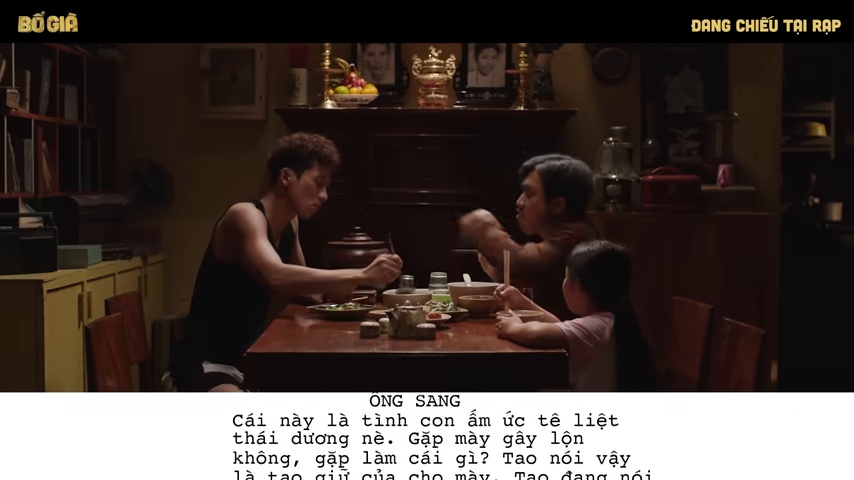 BỐ GIÀ
ĐANG CHIẾU TẠI RẠP
ÔNG SANG
Cái này là tình con ấm ức tê liệt
thái dương nè. Gặp mày gây lộn
không, gặp làm cái gì? Tao nói vậy
là tao giữ của cho mày. Tao đang nói